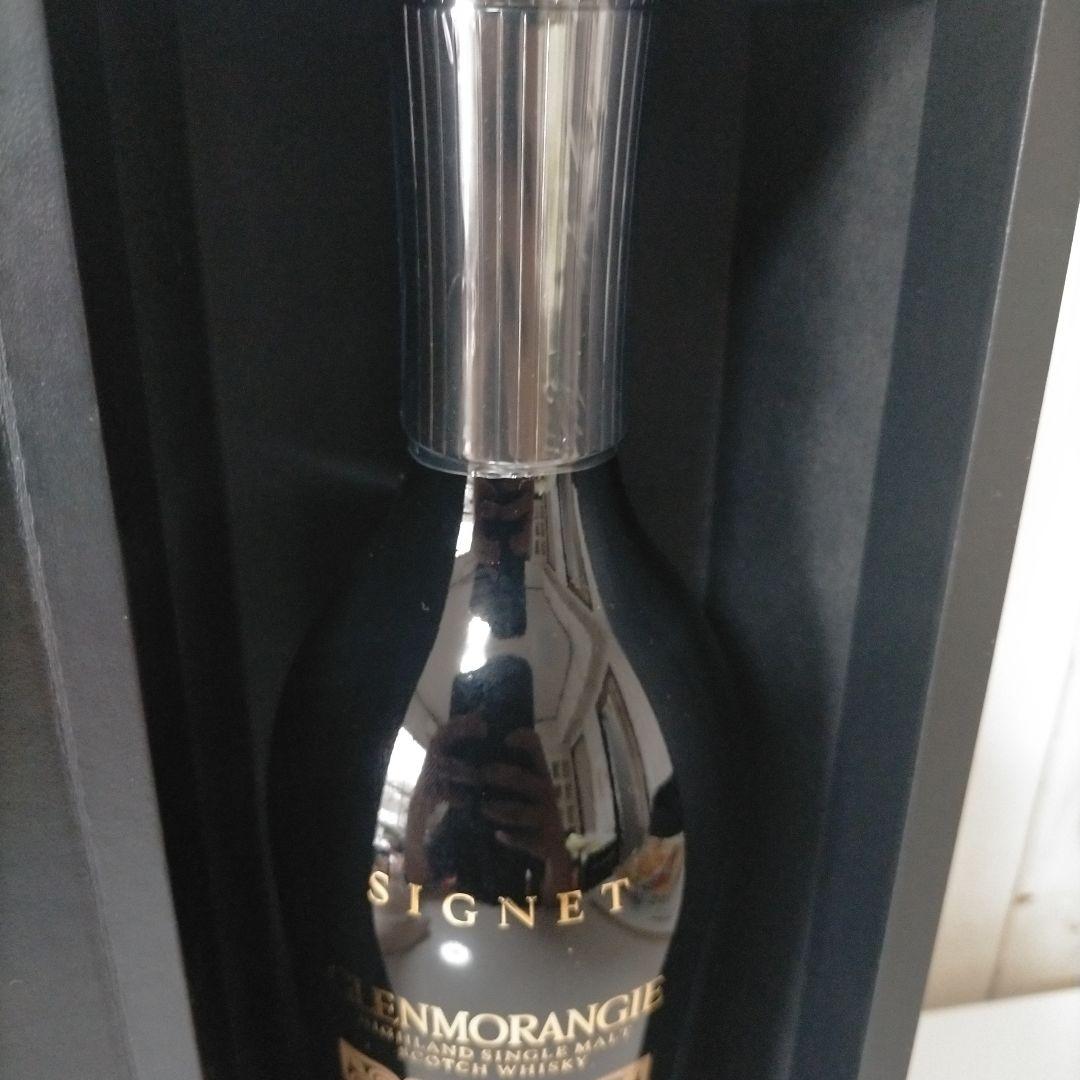 SIGNET
GLENMORANGIE
HIGHLAND SINGLE MALT
SCOTCH WHISKY